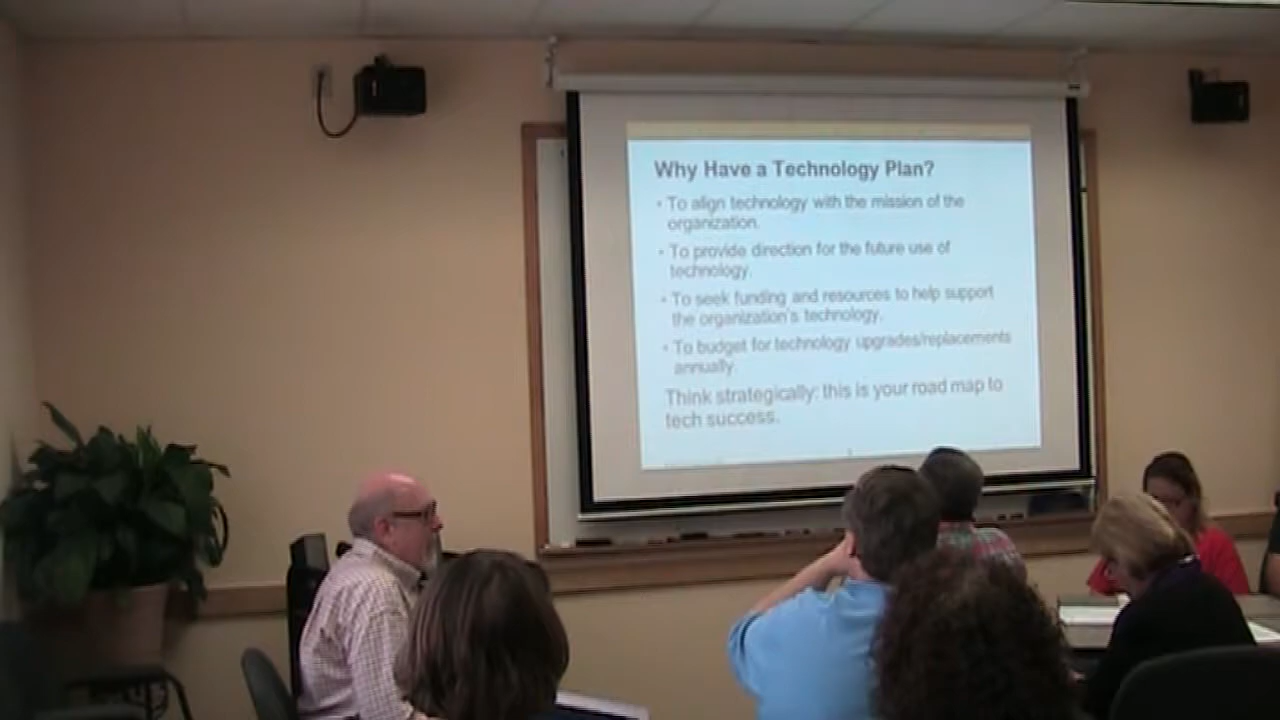 Why Have a Technology Plan?
• To align technology with the mission of the
organization.
• To provide direction for the future use of
technology.
• To seek funding and resources to help support
the organization's technology.
• To budget for technology upgrades/replacements
annually.
Think strategically: this is your road map to
tech success.